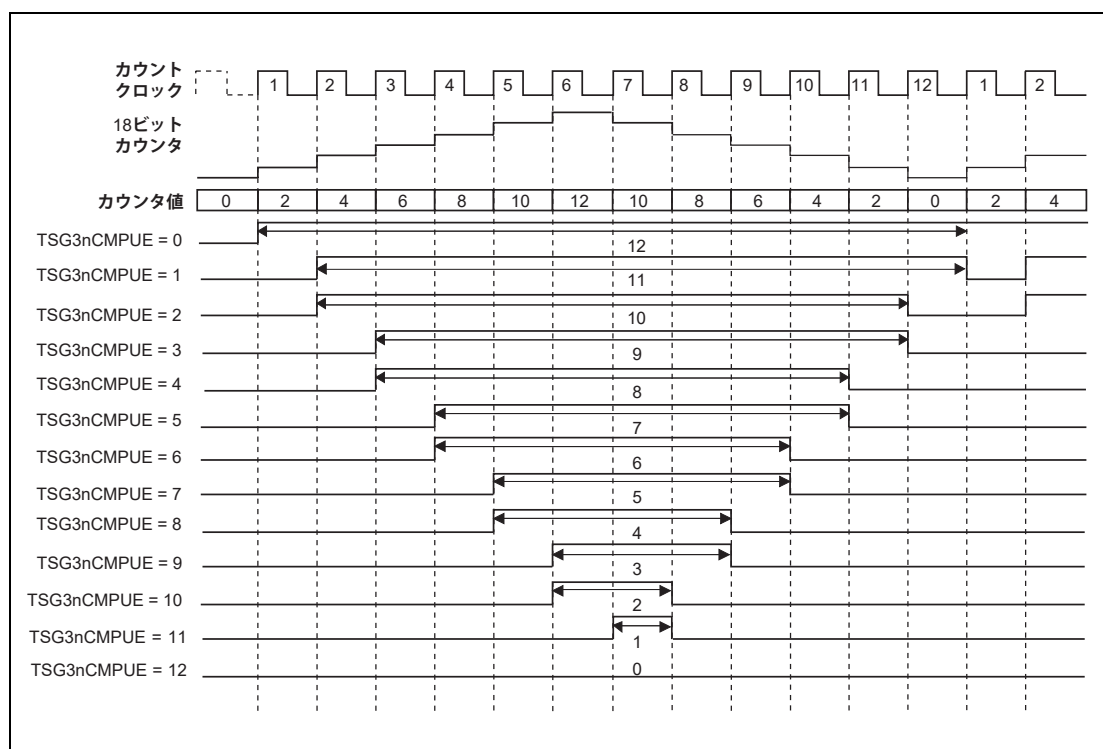 カウント
クロック
1 2 3 4 5 6 7 8 9 10 11 12 1 2
18ビット
カウンタ
カウンタ値 0 2 4 6 8 10 12 10 8 6 4 2 0 2 4
TSG3nCMPUE = 0
12
TSG3nCMPUE = 1
11
TSG3nCMPUE = 2
10
TSG3nCMPUE = 3
9
TSG3nCMPUE = 4
8
TSG3nCMPUE = 5
7
TSG3nCMPUE = 6
6
TSG3nCMPUE = 7
5
TSG3nCMPUE = 8
4
TSG3nCMPUE = 9
3
TSG3nCMPUE = 10
2
TSG3nCMPUE = 11
1
TSG3nCMPUE = 12
0